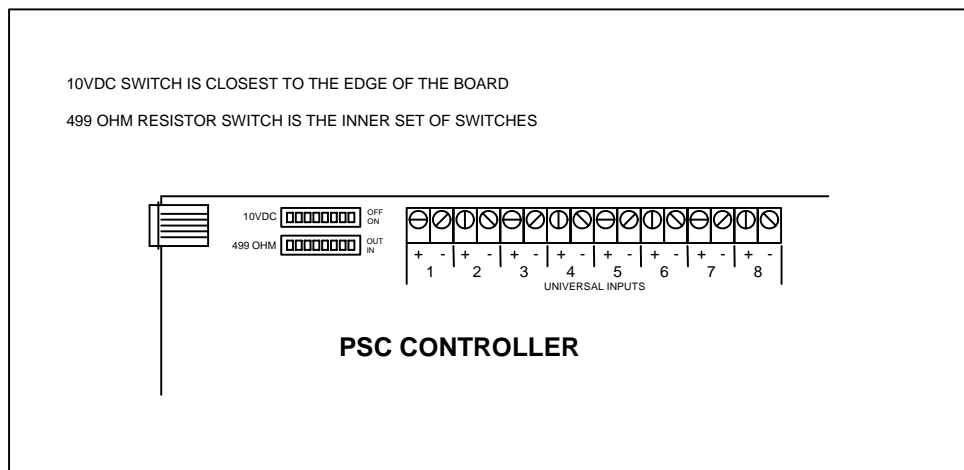 10VDC SWITCH IS CLOSEST TO THE EDGE OF THE BOARD
499 OHM RESISTOR SWITCH IS THE INNER SET OF SWITCHES
10VDC
OFF
ON
499 OHM
OUT
IN
+ - + - + - + - + - + - + - + -
1 2 3 4 5 6 7 8
UNIVERSAL INPUTS
PSC CONTROLLER